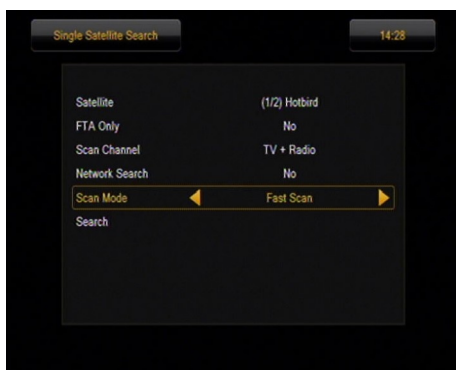 Single Satellite Search 14:28
Satellite (1/2) Hotbird
FTA Only No
Scan Channel TV + Radio
Network Search No
Scan Mode Fast Scan
Search